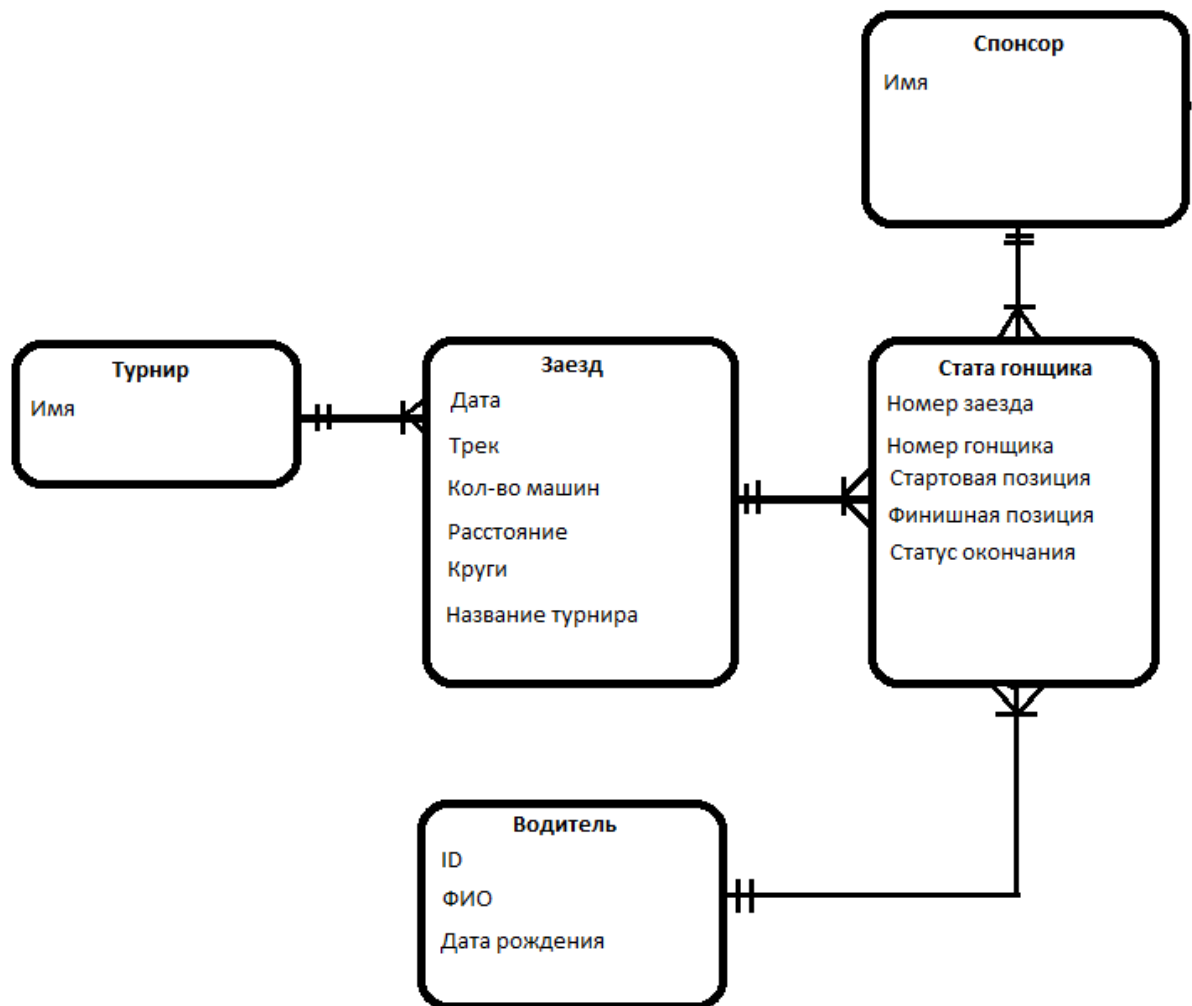 Спонсор
Имя
Турнир
Имя
Заезд
Дата
Трек
Кол-во машин
Расстояние
Круги
Название турнира
Стата гонщика
Номер заезда
Номер гонщика
Стартовая позиция
Финишная позиция
Статус окончания
Водитель
ID
ФИО
Дата рождения